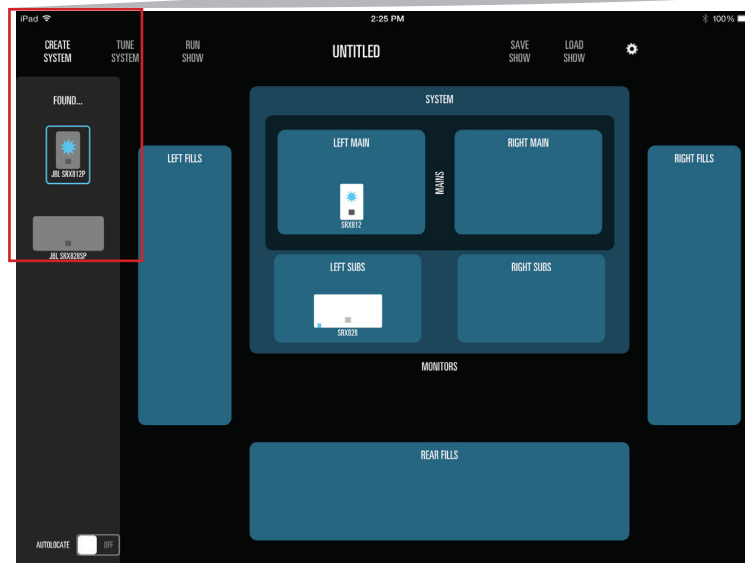 iPad
2:25 PM
100%
CREATE SYSTEM
TUNE SYSTEM
RUN SHOW
UNTITLED
SAVE SHOW
LOAD SHOW
FOUND...
JBL SRX812P
JBL SRX828SP
AUTOLOCATE
OFF
LEFT FILLS
SYSTEM
LEFT MAIN
SRX812
MAINS
RIGHT MAIN
LEFT SUBS
SRX828
RIGHT SUBS
MONITORS
REAR FILLS
RIGHT FILLS